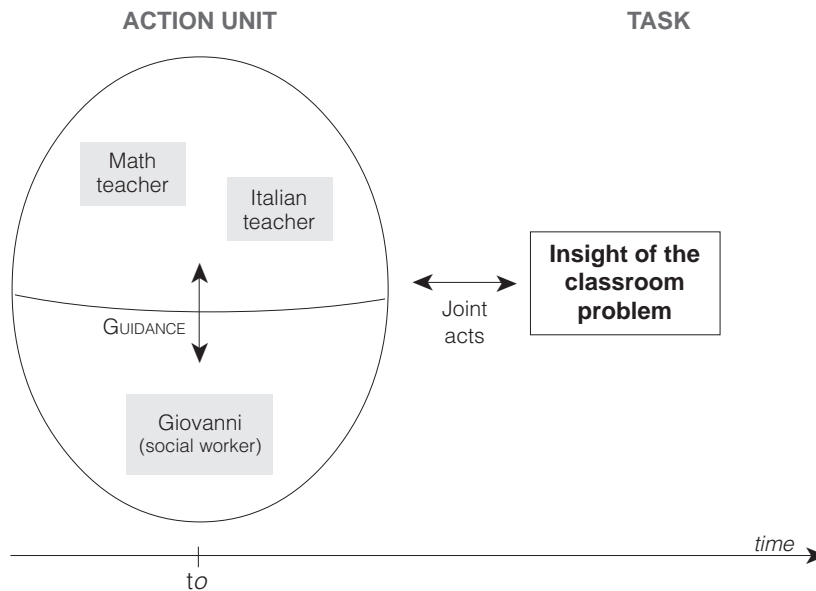 ACTION UNIT
TASK
Math
teacher
Italian
teacher
GUIDANCE
Giovanni
(social worker)
Joint
acts
Insight of the
classroom
problem
time
to